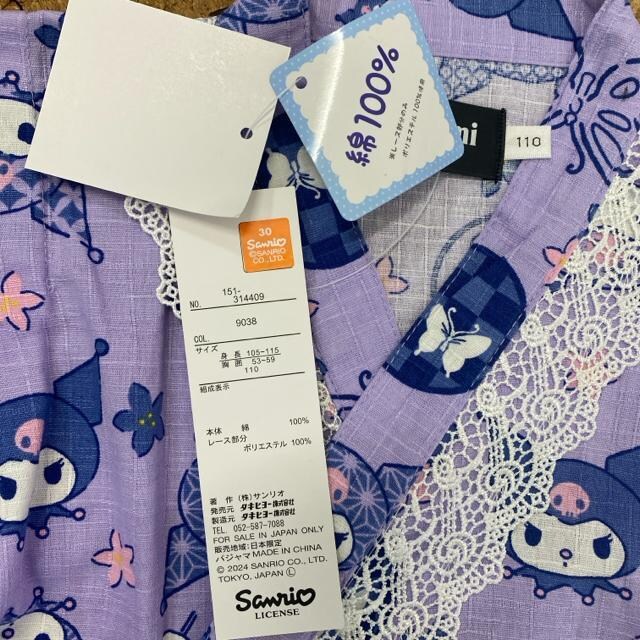 綿100%
※レース部分のみ
ポリエステル100%使用
mi
110
30
Sanrio
©SANRIO
CO., LTD.
151-
NO. 314409
COL. 9038
サイズ
身長 105-115
胸囲 53-59
110
組成表示
本体 綿 100%
レース部分
ポリエステル 100%
著作 (株)サンリオ
発売元 タキヒヨー株式会社
製造元 タキヒヨー株式会社
TEL. 052-587-7088
FOR SALE IN JAPAN ONLY
販売地域:日本限定
パジャマ MADE IN CHINA
© 2024 SANRIO CO., LTD.
TOKYO, JAPAN Ⓛ
Sanrio
LICENSE